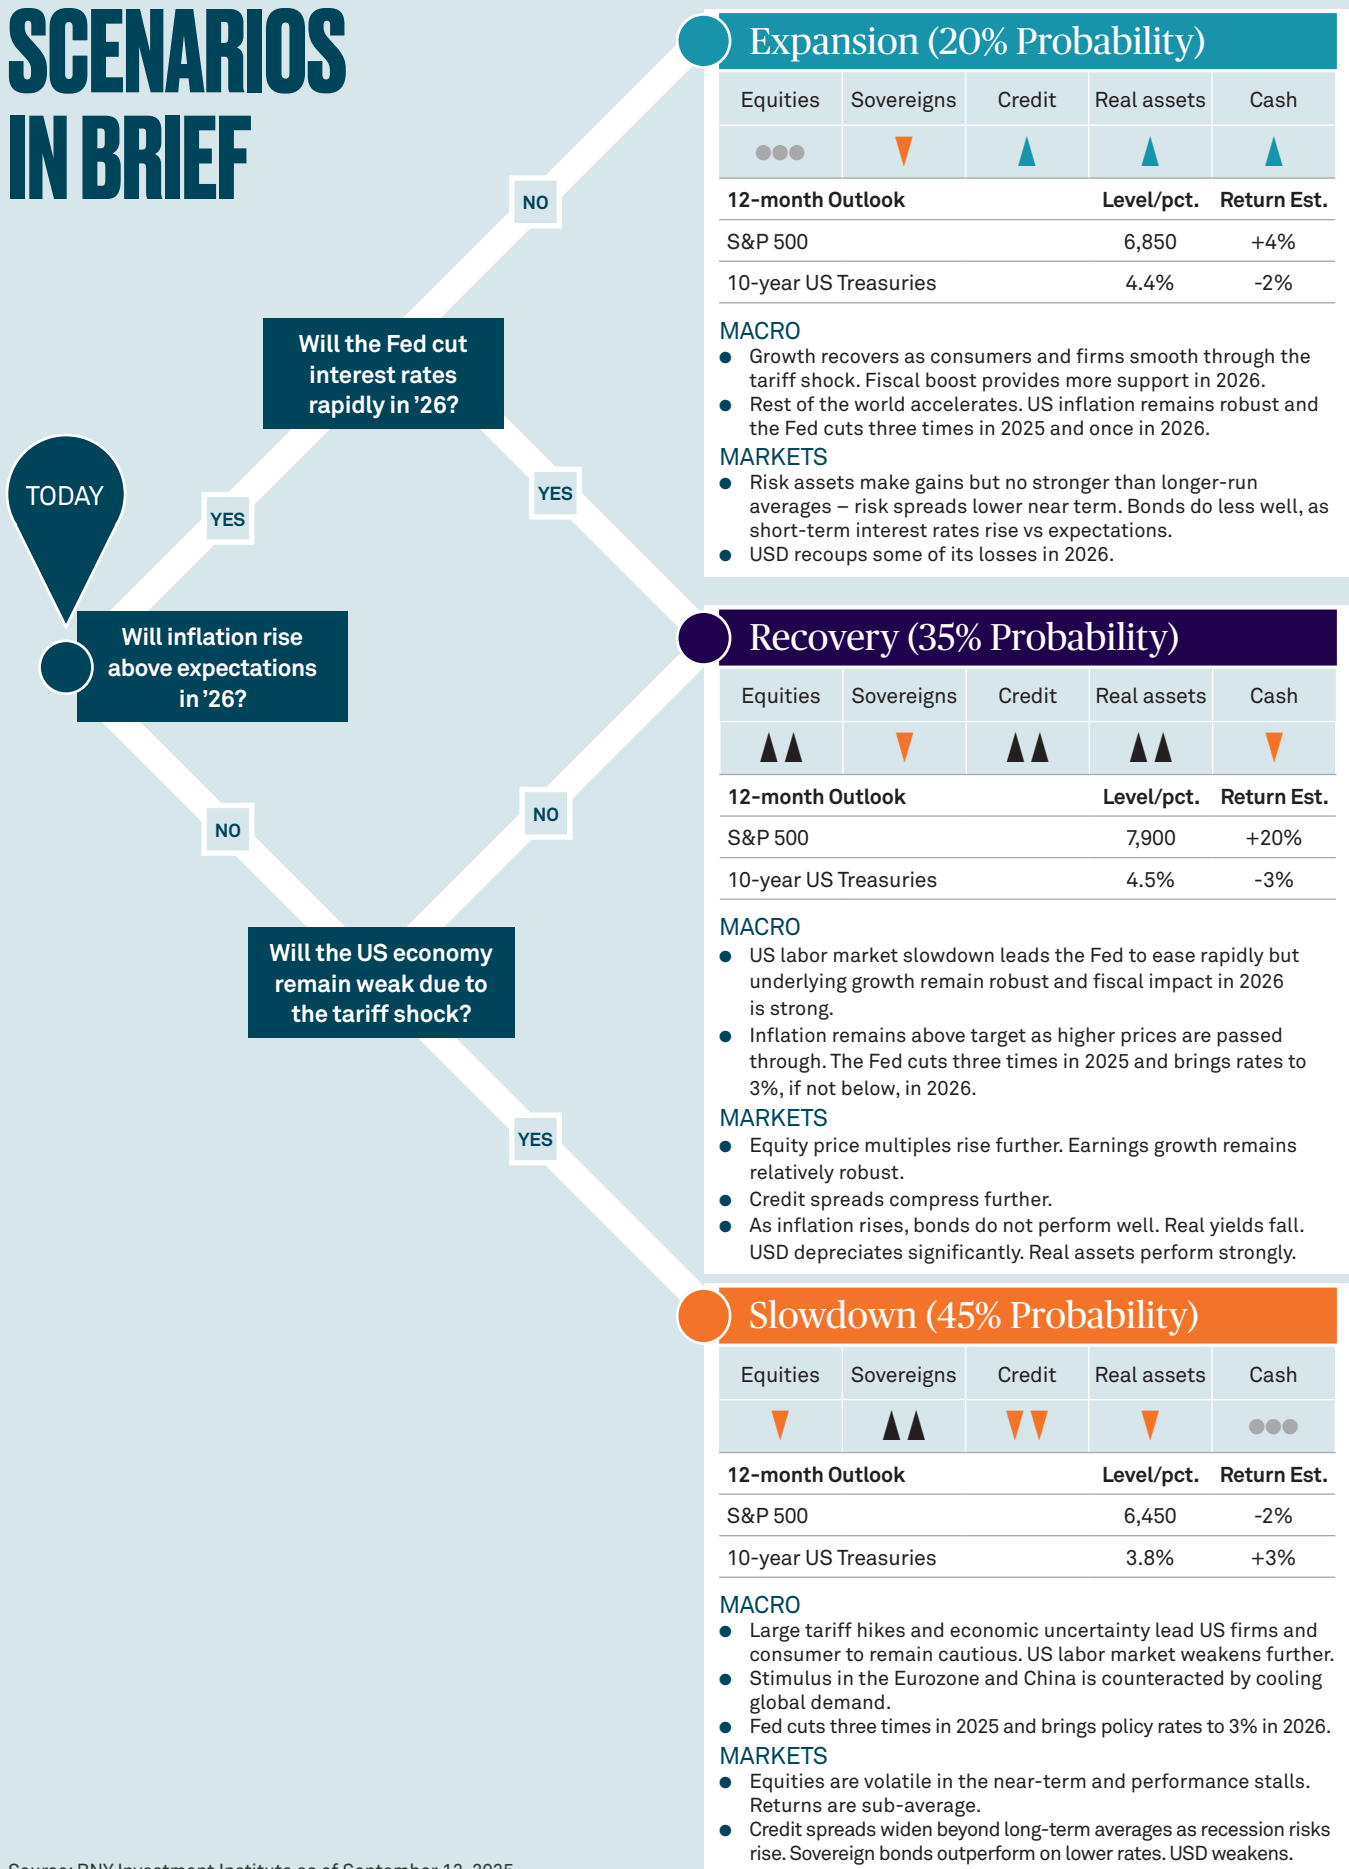 SCENARIOS
IN BRIEF
TODAY
Will inflation rise
above expectations
in ’26?
YES
NO
Will the Fed cut
interest rates
rapidly in ’26?
NO
YES
Will the US economy
remain weak due to
the tariff shock?
NO
YES
Expansion (20% Probability)
Equities Sovereigns Credit Real assets Cash
12-month Outlook Level/pct. Return Est.
S&P 500 6,850 +4%
10-year US Treasuries 4.4% -2%
MACRO
● Growth recovers as consumers and firms smooth through the
tariff shock. Fiscal boost provides more support in 2026.
● Rest of the world accelerates. US inflation remains robust and
the Fed cuts three times in 2025 and once in 2026.
MARKETS
● Risk assets make gains but no stronger than longer-run
averages – risk spreads lower near term. Bonds do less well, as
short-term interest rates rise vs expectations.
● USD recoups some of its losses in 2026.
Recovery (35% Probability)
Equities Sovereigns Credit Real assets Cash
12-month Outlook Level/pct. Return Est.
S&P 500 7,900 +20%
10-year US Treasuries 4.5% -3%
MACRO
● US labor market slowdown leads the Fed to ease rapidly but
underlying growth remain robust and fiscal impact in 2026
is strong.
● Inflation remains above target as higher prices are passed
through. The Fed cuts three times in 2025 and brings rates to
3%, if not below, in 2026.
MARKETS
● Equity price multiples rise further. Earnings growth remains
relatively robust.
● Credit spreads compress further.
● As inflation rises, bonds do not perform well. Real yields fall.
USD depreciates significantly. Real assets perform strongly.
Slowdown (45% Probability)
Equities Sovereigns Credit Real assets Cash
12-month Outlook Level/pct. Return Est.
S&P 500 6,450 -2%
10-year US Treasuries 3.8% +3%
MACRO
● Large tariff hikes and economic uncertainty lead US firms and
consumer to remain cautious. US labor market weakens further.
● Stimulus in the Eurozone and China is counteracted by cooling
global demand.
● Fed cuts three times in 2025 and brings policy rates to 3% in 2026.
MARKETS
● Equities are volatile in the near-term and performance stalls.
Returns are sub-average.
● Credit spreads widen beyond long-term averages as recession risks
rise. Sovereign bonds outperform on lower rates. USD weakens.
Source: BNY Investment Institute as of September 12, 2025